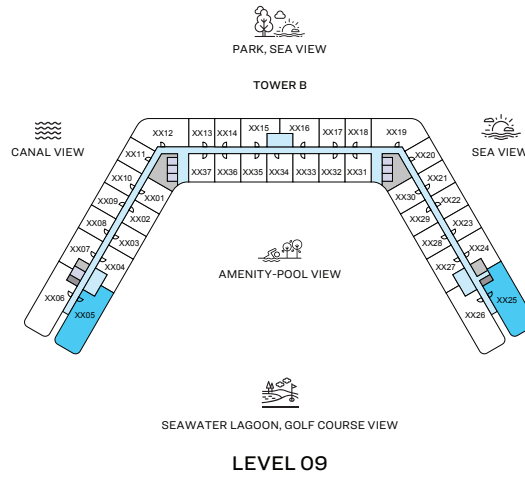 PARK, SEA VIEW
TOWER B
CANAL VIEW
SEA VIEW
XX12
XX13
XX14
XX15
XX16
XX17
XX18
XX19
XX11
XX20
XX10
XX37
XX36
XX35
XX34
XX33
XX32
XX31
XX21
XX09
XX01
XX30
XX22
XX08
XX02
XX29
XX23
XX07
XX03
XX28
XX24
XX06
XX04
XX27
XX25
XX05
XX26
AMENITY-POOL VIEW
SEAWATER LAGOON, GOLF COURSE VIEW
LEVEL 09